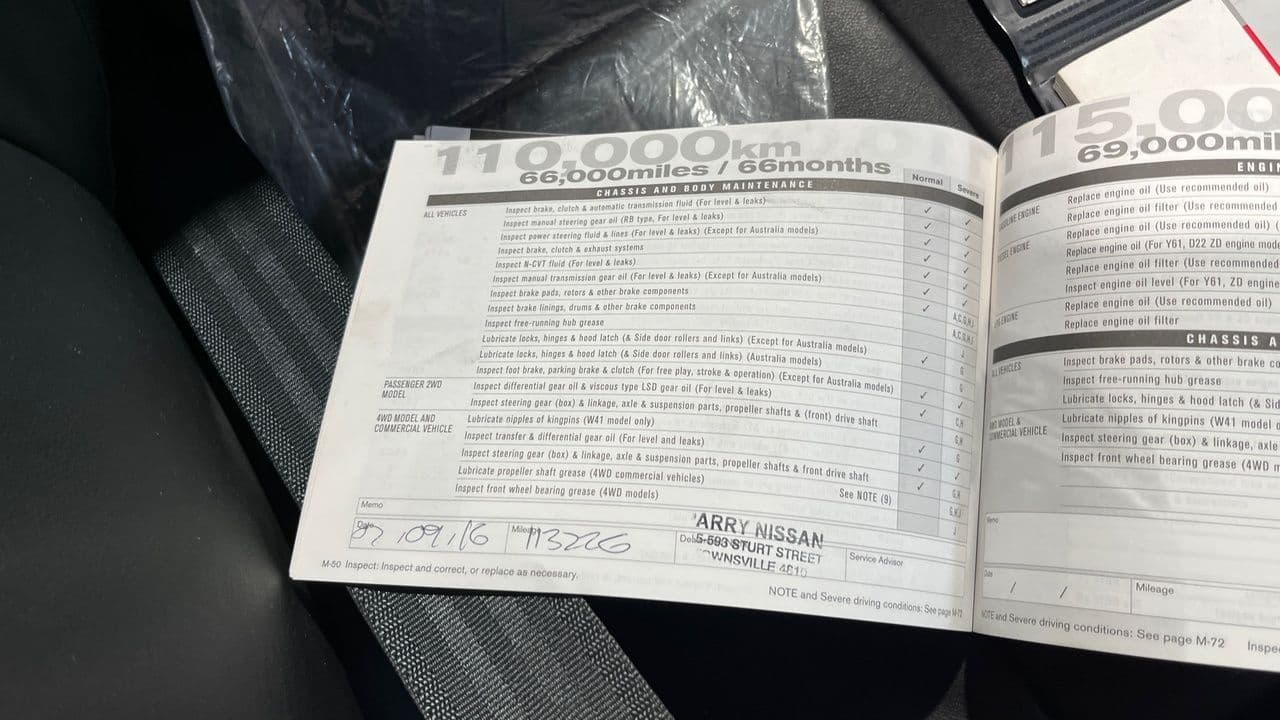 110,000km
66,000miles / 66months
CHASSIS AND BODY MAINTENANCE
Normal
Severe
ALL VEHICLES
Inspect brake, clutch & automatic transmission fluid (For level & leaks)
Inspect manual steering gear oil (RB type, For level & leaks)
Inspect power steering fluid & lines (For level & leaks) (Except for Australia models)
Inspect brake, clutch & exhaust systems
Inspect N-CVT fluid (For level & leaks)
Inspect manual transmission gear oil (For level & leaks) (Except for Australia models)
Inspect brake pads, rotors & other brake components
Inspect brake linings, drums & other brake components
A,C,G,H,I
Inspect free-running hub grease
A,C,G,H,I
Lubricate locks, hinges & hood latch (& Side door rollers and links) (Except for Australia models)
J
Lubricate locks, hinges & hood latch (& Side door rollers and links) (Australia models)
G
Inspect foot brake, parking brake & clutch (For free play, stroke & operation) (Except for Australia models)
G
PASSENGER 2WD
MODEL
Inspect differential gear oil & viscous type LSD gear oil (For level & leaks)
Inspect steering gear (box) & linkage, axle & suspension parts, propeller shafts & (front) drive shaft
G,H
4WD MODEL AND
COMMERCIAL VEHICLE
Lubricate nipples of kingpins (W41 only)
G,H
Inspect transfer & differential gear oil (For level and leaks)
G
Inspect steering gear (box) & linkage, axle & suspension parts, propeller shafts & front drive shaft
Lubricate propeller shaft grease (4WD commercial vehicles)
G,H
Inspect front wheel bearing grease (4WD models)
See NOTE (9)
G,H,J
J
Memo
Date
09/16
Mileage
113226
ARRY NISSAN
5-593 STURT STREET
OWNSVILLE 4810
Service Advisor
M-50 Inspect: Inspect and correct, or replace as necessary.
NOTE and Severe driving conditions: See page M-72
115,00
69,000mil
ENGI
Replace engine oil (Use recommended oil)
Replace engine oil filter (Use recommended
Replace engine oil (Use recommended oil) (
Replace engine oil (For Y61, D22 ZD engine mod
Replace engine oil filter (Use recommended
Inspect engine oil level (For Y61, ZD engine
Replace engine oil (Use recommended oil)
Replace engine oil filter
CHASSIS A
ALL VEHICLES
Inspect brake pads, rotors & other brake co
Inspect free-running hub grease
Lubricate locks, hinges & hood latch (& Sid
4WD MODEL &
COMMERCIAL VEHICLE
Lubricate nipples of kingpins (W41 model o
Inspect steering gear (box) & linkage, axle
Inspect front wheel bearing grease (4WD m
Memo
Date
/ /
Mileage
NOTE and Severe driving conditions: See page M-72
Inspe